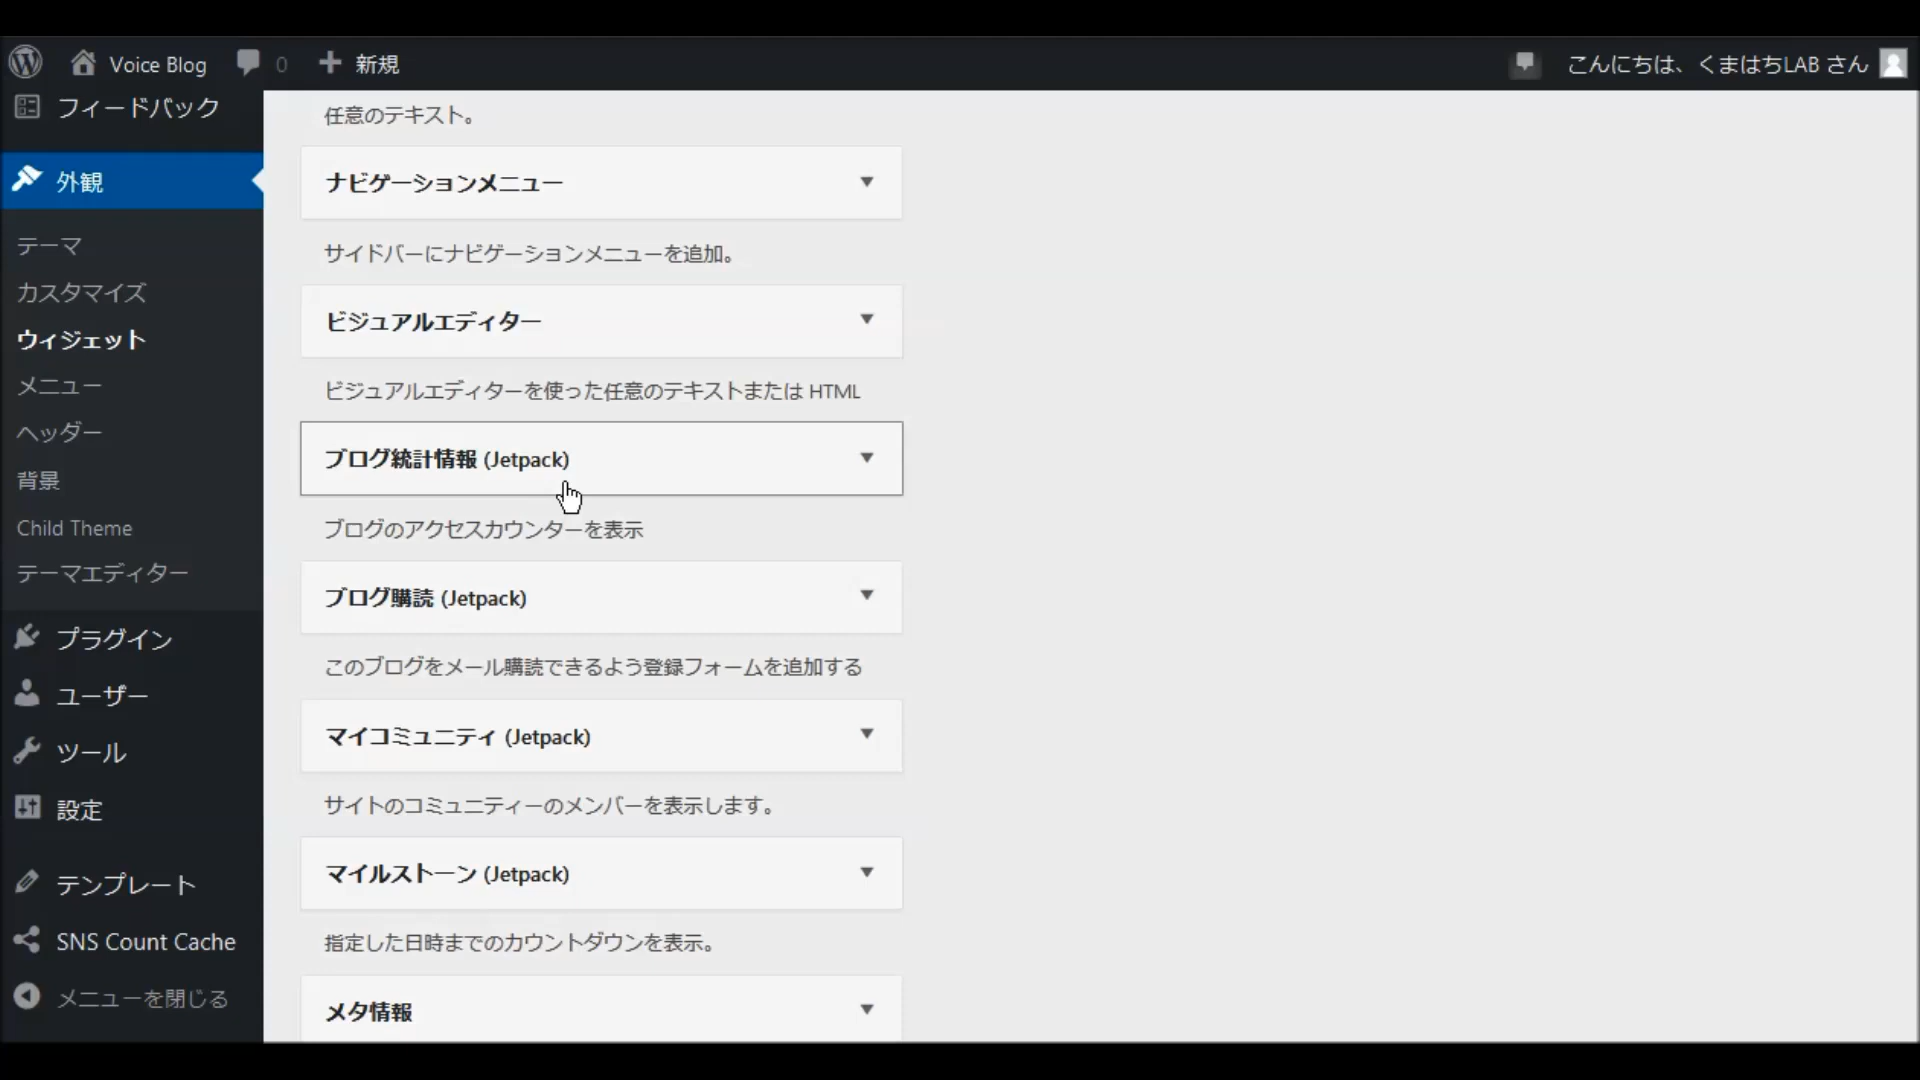 Voice Blog 0 新規 こんにちは、くまはちLAB さん
フィードバック
外観
テーマ
カスタマイズ
ウィジェット
メニュー
ヘッダー
背景
Child Theme
テーマエディター
プラグイン
ユーザー
ツール
設定
テンプレート
SNS Count Cache
メニューを閉じる
任意のテキスト。
ナビゲーションメニュー
サイドバーにナビゲーションメニューを追加。
ビジュアルエディター
ビジュアルエディターを使った任意のテキストまたは HTML
ブログ統計情報 (Jetpack)
ブログのアクセスカウンターを表示
ブログ購読 (Jetpack)
このブログをメール購読できるよう登録フォームを追加する
マイコミュニティ (Jetpack)
サイトのコミュニティーのメンバーを表示します。
マイルストーン (Jetpack)
指定した日時までのカウントダウンを表示。
メタ情報